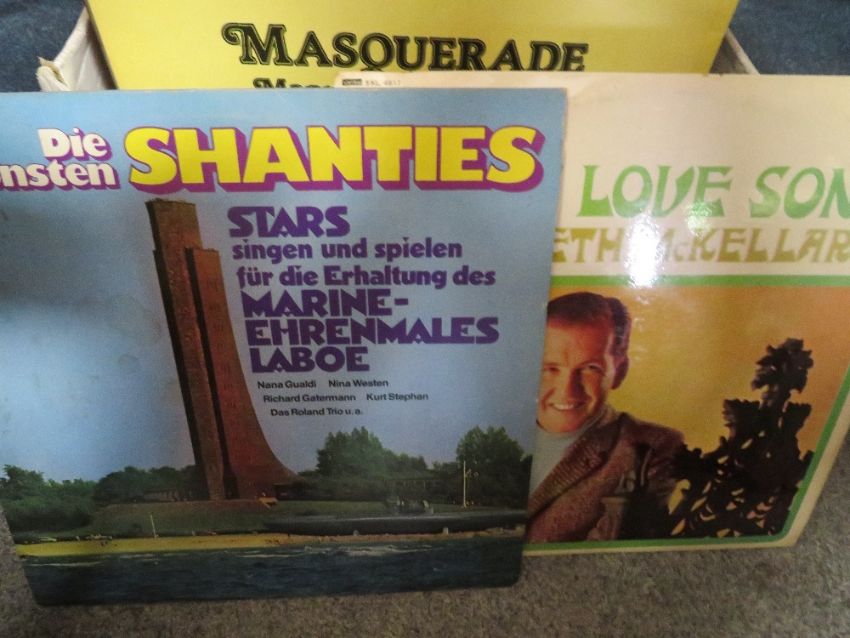 MASQUERADE
Die
SHANTIES
STARS
singen und spielen
für die Erhaltung des
MARINE-
EHRENMALES
LABOE
Nana Gualdi Nina Westen
Richard Gatermann Kurt Stephan
Das Roland Trio u.a.
LOVE SON
ETH McKELLAR